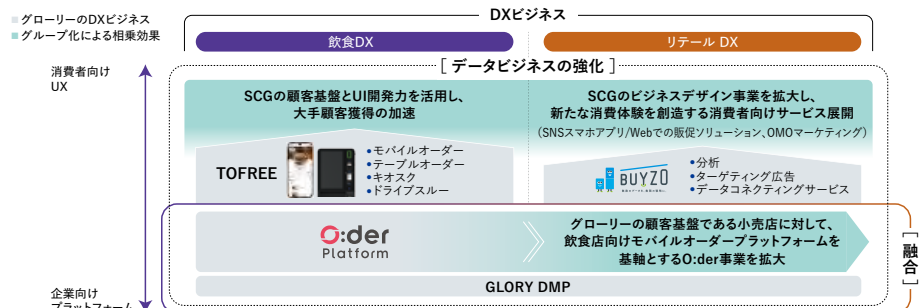 DXビジネス
グローリーのDXビジネス
グループ化による相乗効果
飲食DX
リテール DX
消費者向け
UX
[ データビジネスの強化 ]
SCGの顧客基盤とUI開発力を活用し、
大手顧客獲得の加速
SCGのビジネスデザイン事業を拡大し、
新たな消費体験を創造する消費者向けサービス展開
(SNSスマホアプリ/Webでの販促ソリューション、OMOマーケティング)
TOFREE
•モバイルオーダー
•テーブルオーダー
•キオスク
•ドライブスルー
BUYZO
•分析
•ターゲティング広告
•データコネクティングサービス
O:der
Platform
グローリーの顧客基盤である小売店に対して、
飲食店向けモバイルオーダープラットフォームを
基軸とするO:der事業を拡大
[融合]
GLORY DMP
企業向け
プラットフォーム